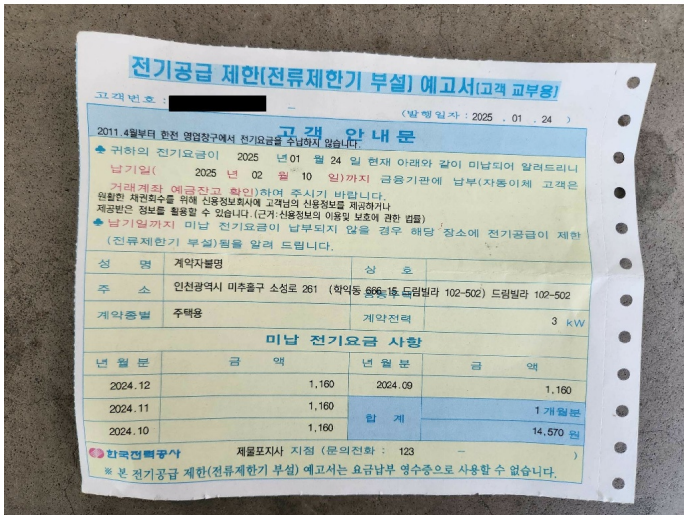 전기공급 제한(전류제한기 부설) 예고서(고객 교부용)
고객번호 : -
(발행일자 : 2025 . 01 . 24 )
고객 안내문
2011.4월부터 한전 영업창구에서 전기요금을 수납하지 않습니다.
♣ 귀하의 전기요금이 2025 년 01 월 24 일 현재 아래와 같이 미납되어 알려드리니
납기일( 2025 년 02 월 10 일)까지 금융기관에 납부(자동이체 고객은
거래계좌 예금잔고 확인)하여 주시기 바랍니다.
원활한 채권회수를 위해 신용정보회사에 고객님의 신용정보를 제공하거나
제공받은 정보를 활용할 수 있습니다.(근거:신용정보의 이용및 보호에 관한 법률)
♣ 납기일까지 미납 전기요금이 납부되지 않을 경우 해당 장소에 전기공급이 제한
(전류제한기 부설)됨을 알려 드립니다.
성 명 계약자불명 상 호
주 소 인천광역시 미추홀구 소성로 261 (학익동 666-15 드림빌라 102-502) 드림빌라 102-502
계약종별 주택용 계약전력 3 kW
미납 전기요금 사항
년 월 분 금 액 년 월 분 금 액
2024.12 1,160 2024.09 1,160
2024.11 1,160 합 계 1 개월분
2024.10 1,160 14,570 원
한국전력공사 제물포지사 지점 (문의전화 : 123 - )
※ 본 전기공급 제한(전류제한기 부설) 예고서는 요금납부 영수증으로 사용할 수 없습니다.